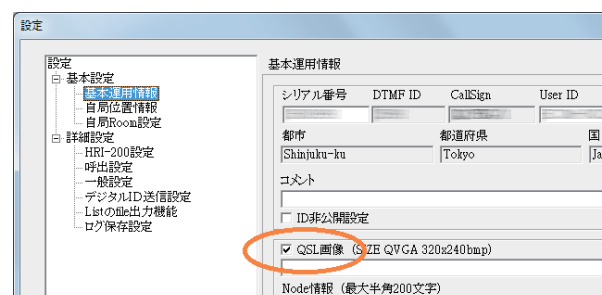 設定
設定
基本設定
基本運用情報
自局位置情報
自局Room設定
詳細設定
HRI-200設定
呼出設定
一般設定
デジタルID送信設定
Listのfile出力機能
ログ保存設定
基本運用情報
シリアル番号 DTMF ID CallSign User ID
都市 都道府県 国
Shinjuku-ku Tokyo Ja
コメント
ID非公開設定
QSL画像 (SIZE QVGA 320x240bmp)
Node情報 (最大半角200文字)